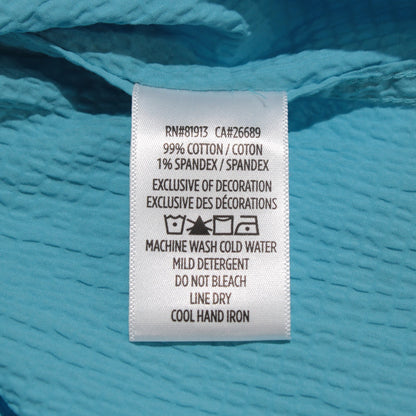 RN#81913 CA#26689
99% COTTON / COTON
1% SPANDEX / SPANDEX
EXCLUSIVE OF DECORATION
EXCLUSIVE DES DÉCORATIONS
MACHINE WASH COLD WATER
MILD DETERGENT
DO NOT BLEACH
LINE DRY
COOL HAND IRON